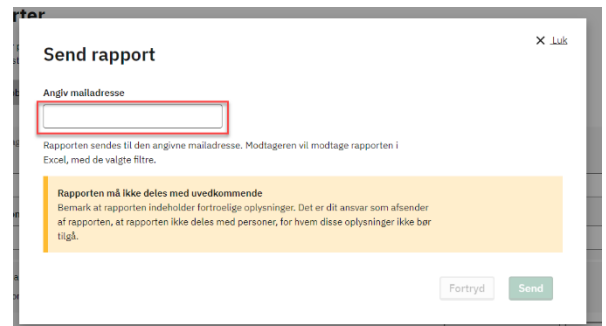 rter
✕ Luk
Send rapport
Angiv mailadresse
Rapporten sendes til den angivne mailadresse. Modtageren vil modtage rapporten i
Excel, med de valgte filtre.
Rapporten må ikke deles med uvedkommende
Bemark at rapporten indeholder fortroelige oplysninger. Det er dit ansvar som afsender
af rapporten, at rapporten ikke deles med personer, for hvem disse oplysninger ikke bør
tilgå.
Fortryd
Send